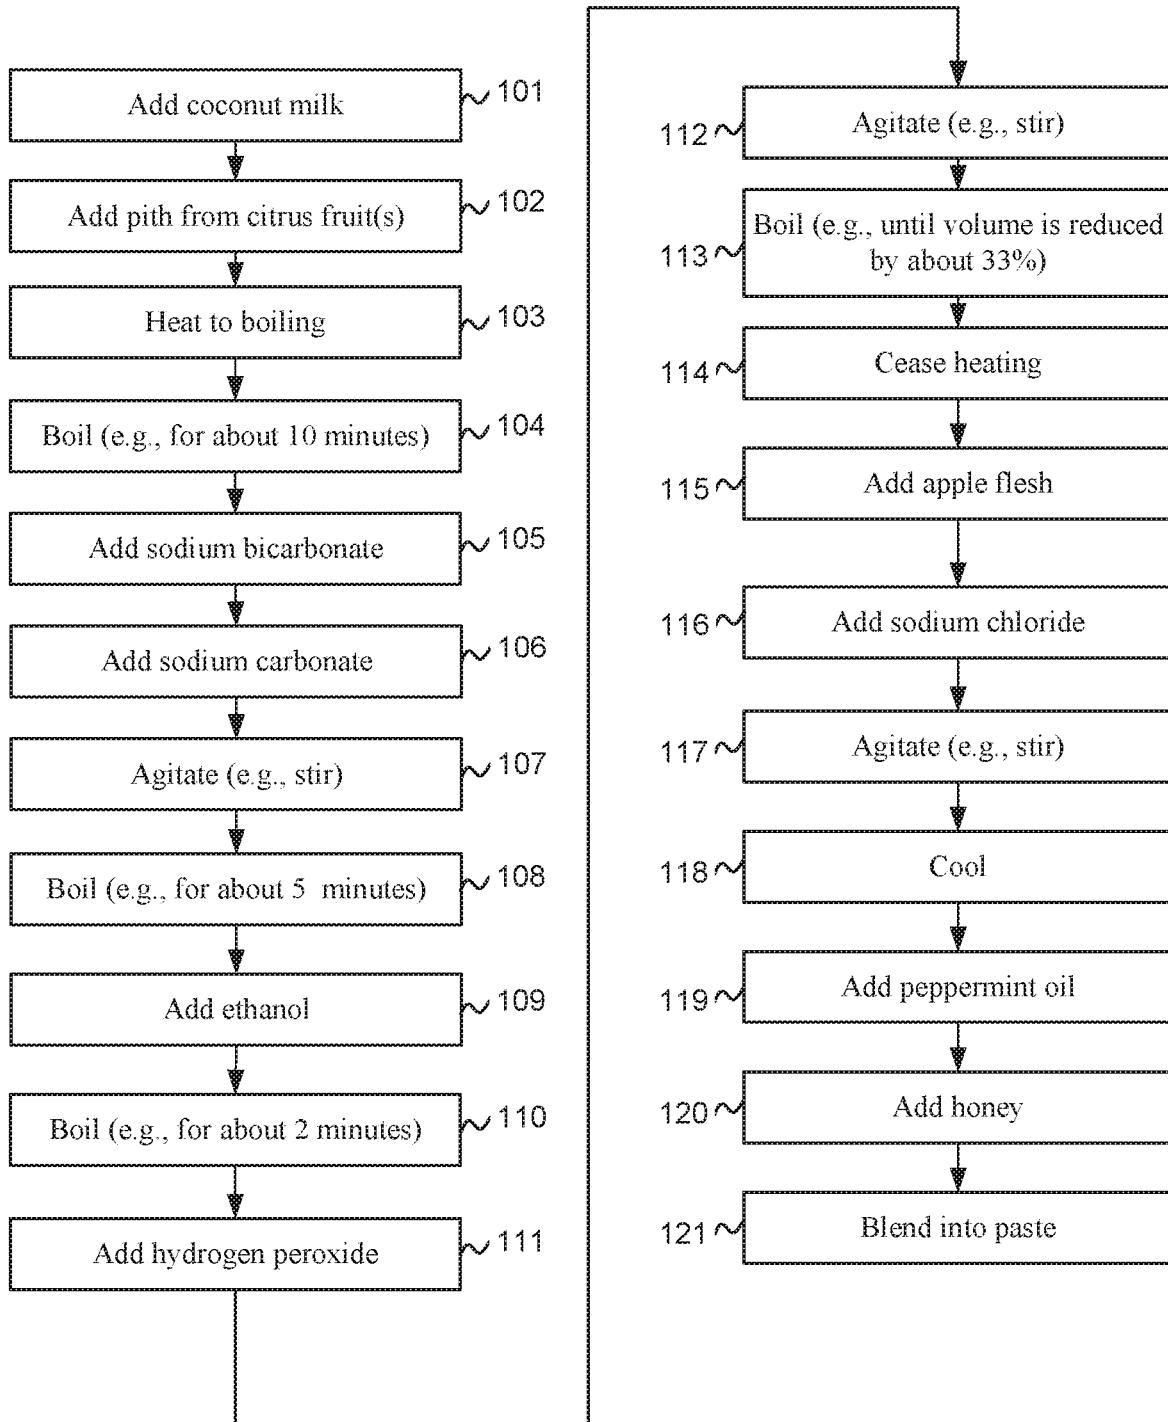 Add coconut milk 101
Add pith from citrus fruit(s) 102
Heat to boiling 103
Boil (e.g., for about 10 minutes) 104
Add sodium bicarbonate 105
Add sodium carbonate 106
Agitate (e.g., stir) 107
Boil (e.g., for about 5 minutes) 108
Add ethanol 109
Boil (e.g., for about 2 minutes) 110
Add hydrogen peroxide 111
112 Agitate (e.g., stir)
113 Boil (e.g., until volume is reduced
by about 33%)
114 Cease heating
115 Add apple flesh
116 Add sodium chloride
117 Agitate (e.g., stir)
118 Cool
119 Add peppermint oil
120 Add honey
121 Blend into paste